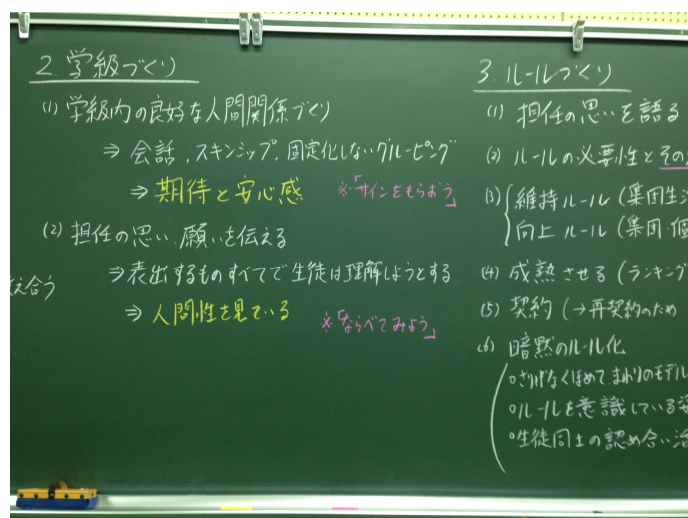 2. 学級づくり
(1) 学級内の良好な人間関係づくり
⇒ 会話、スキンシップ、固定化しないグルーピング
⇒ 期待と安心感 ※「サインをもらおう」
(2) 担任の思い、願いを伝える
⇒表出するものすべてで生徒は理解しようとする
⇒ 人間性を見ている ※「ならべてみよう」
え合う
3. ルールづくり
(1) 担任の思いを語る
(2) ルールの必要性とその
(3) 維持ルール (集団生
向上ルール (集団・個
(4) 成熟させる (ランキング
(5) 契約 (→再契約のため
(6) 暗黙のルール化
○さりげなくほめて、まわりのモデル
○ルールを意識している姿
○生徒同士の認め合い活